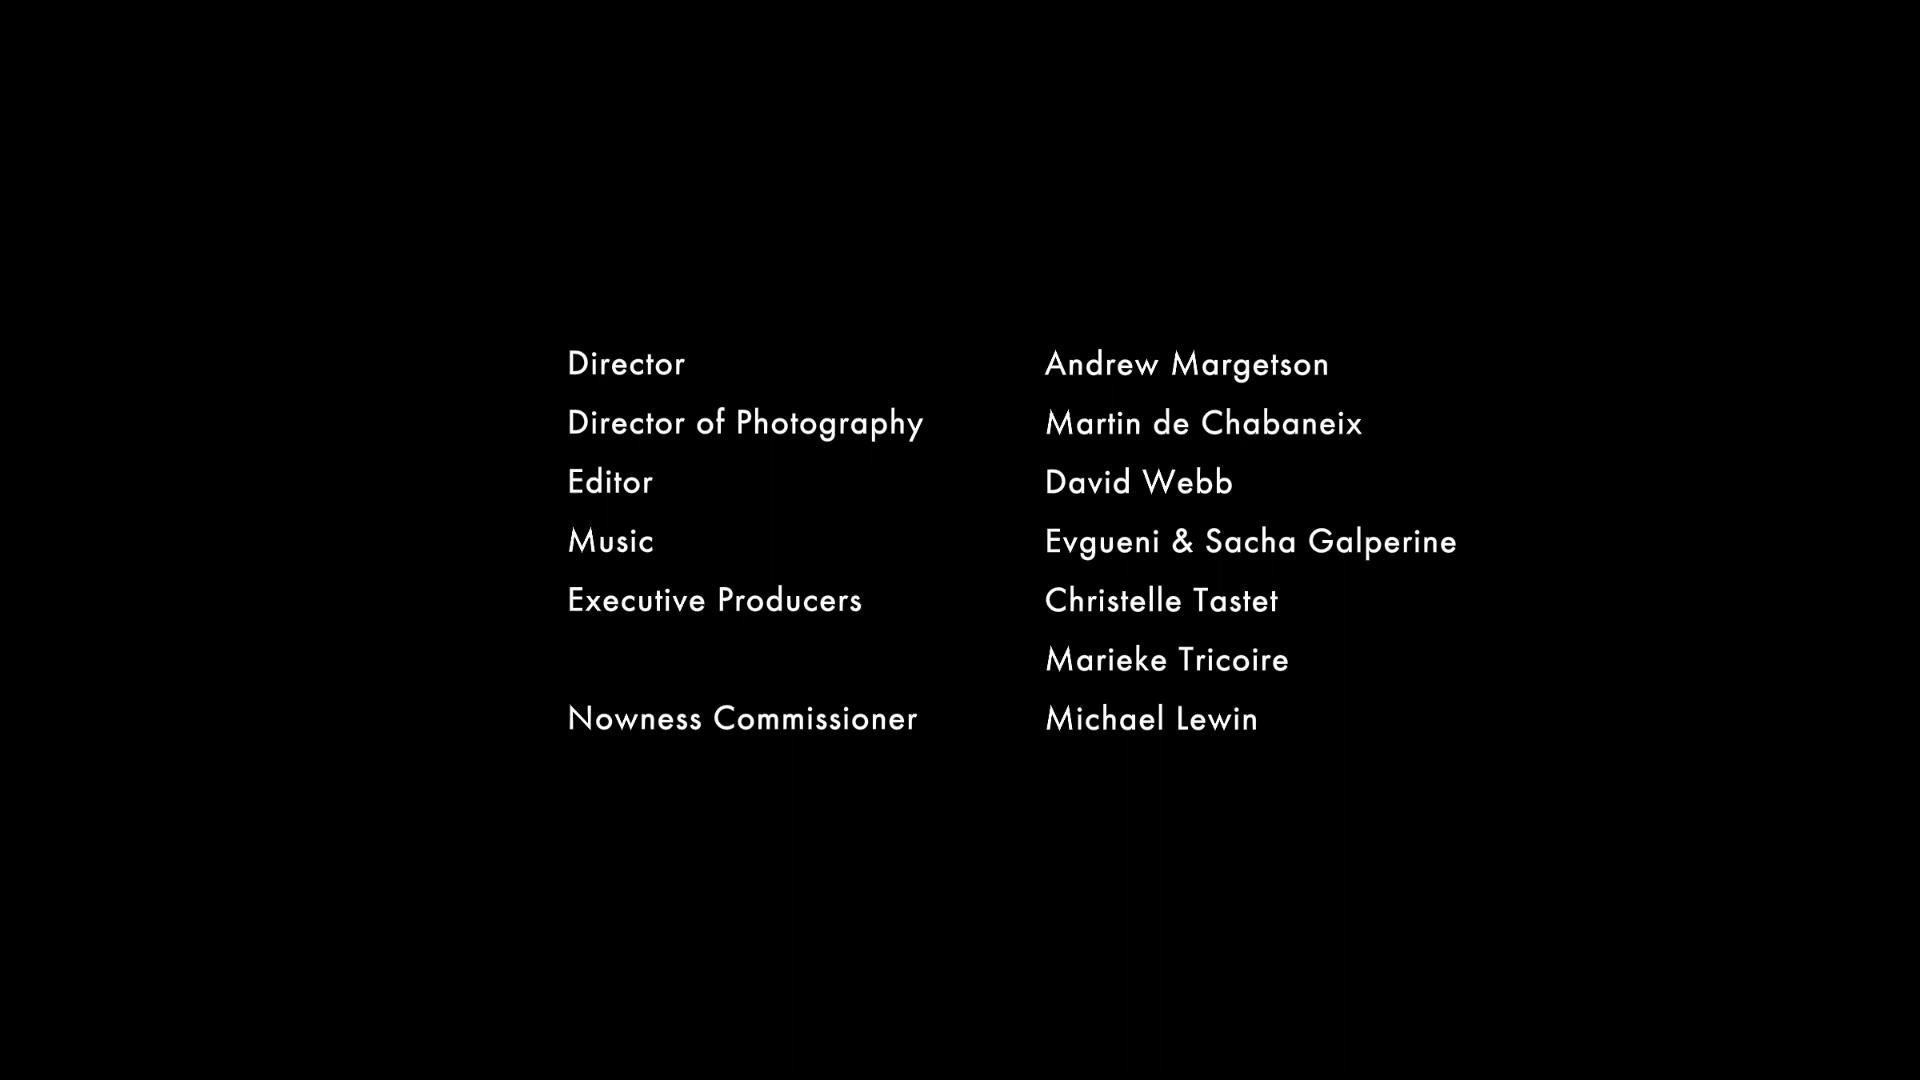 Director Andrew Margetson
Director of Photography Martin de Chabaneix
Editor David Webb
Music Evgueni & Sacha Galperine
Executive Producers Christelle Tastet
Marieke Tricoire
Nowness Commissioner Michael Lewin